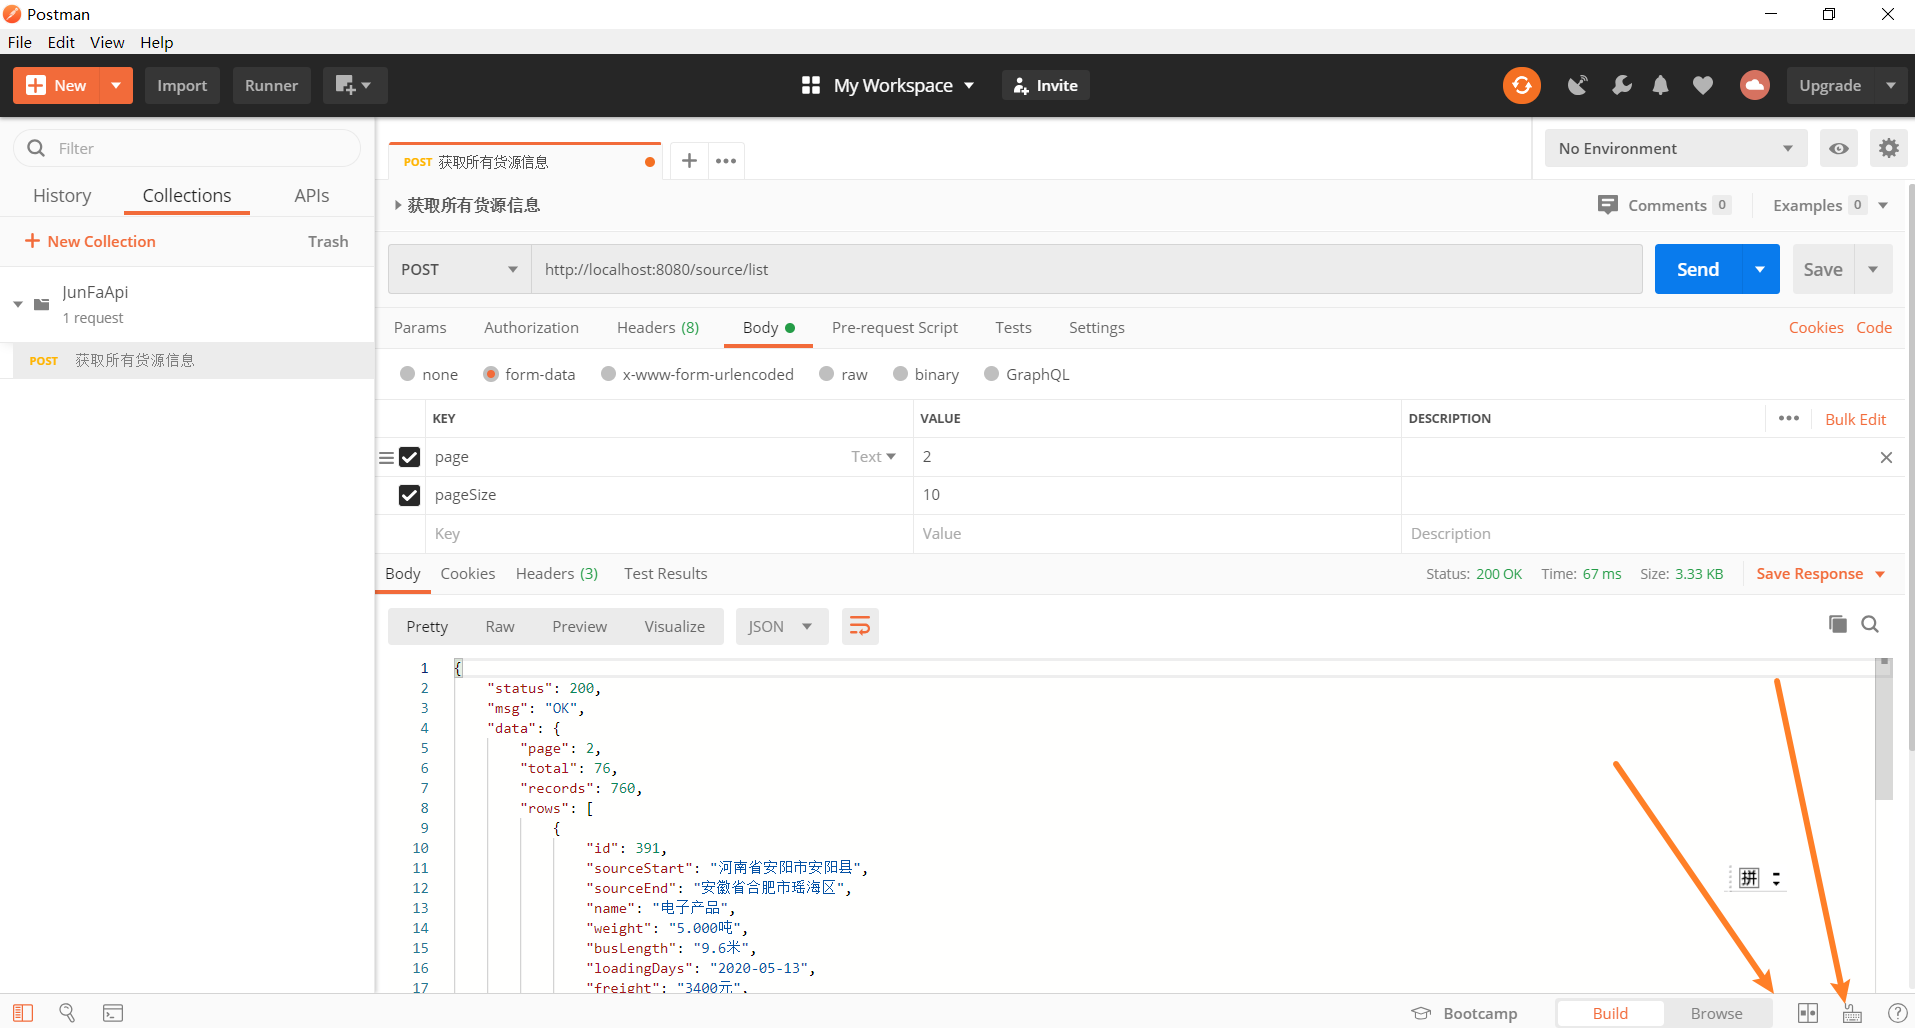 Postman
File Edit View Help
New Import Runner My Workspace Invite Upgrade
Filter
History Collections APIs
New Collection Trash
JunFaApi
1 request
POST 获取所有货源信息
POST 获取所有货源信息
No Environment
获取所有货源信息
Comments 0 Examples 0
POST http://localhost:8080/source/list Send Save
Params Authorization Headers (8) Body Pre-request Script Tests Settings Cookies Code
none form-data x-www-form-urlencoded raw binary GraphQL
KEY VALUE DESCRIPTION Bulk Edit
page Text 2
pageSize 10
Key Value Description
Body Cookies Headers (3) Test Results Status: 200 OK Time: 67 ms Size: 3.33 KB Save Response
Pretty Raw Preview Visualize JSON
1 {
2 "status": 200,
3 "msg": "OK",
4 "data": {
5 "page": 2,
6 "total": 76,
7 "records": 760,
8 "rows": [
9 {
10 "id": 391,
11 "sourceStart": "河南省安阳市安阳县",
12 "sourceEnd": "安徽省合肥市瑶海区",
13 "name": "电子产品",
14 "weight": "5.000吨",
15 "busLength": "9.6米",
16 "loadingDays": "2020-05-13",
17 "freight": "3400元",
拼
Bootcamp Build Browse